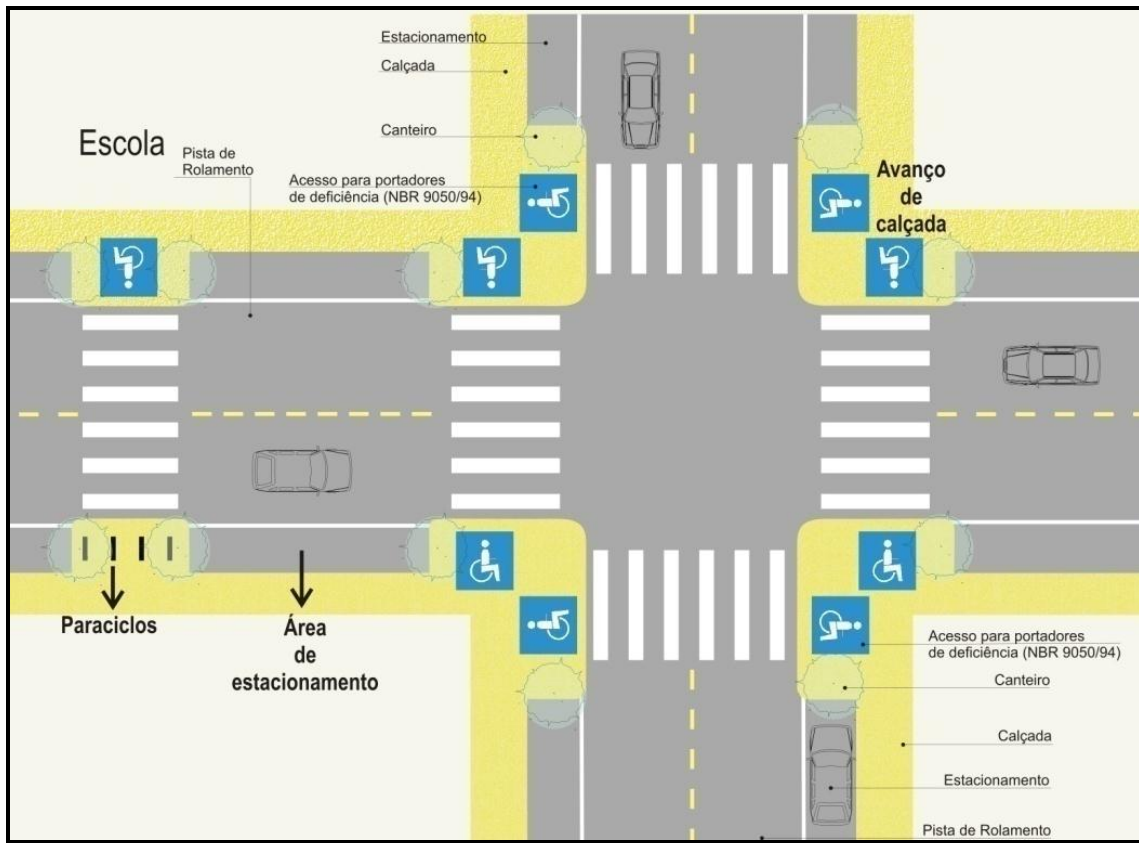 Estacionamento
Calçada
Canteiro
Escola
Pista de
Rolamento
Acesso para portadores
de deficiência (NBR 9050/94)
Avanço
de
calçada
Paraciclos
Área
de
estacionamento
Acesso para portadores
de deficiência (NBR 9050/94)
Canteiro
Calçada
Estacionamento
Pista de Rolamento